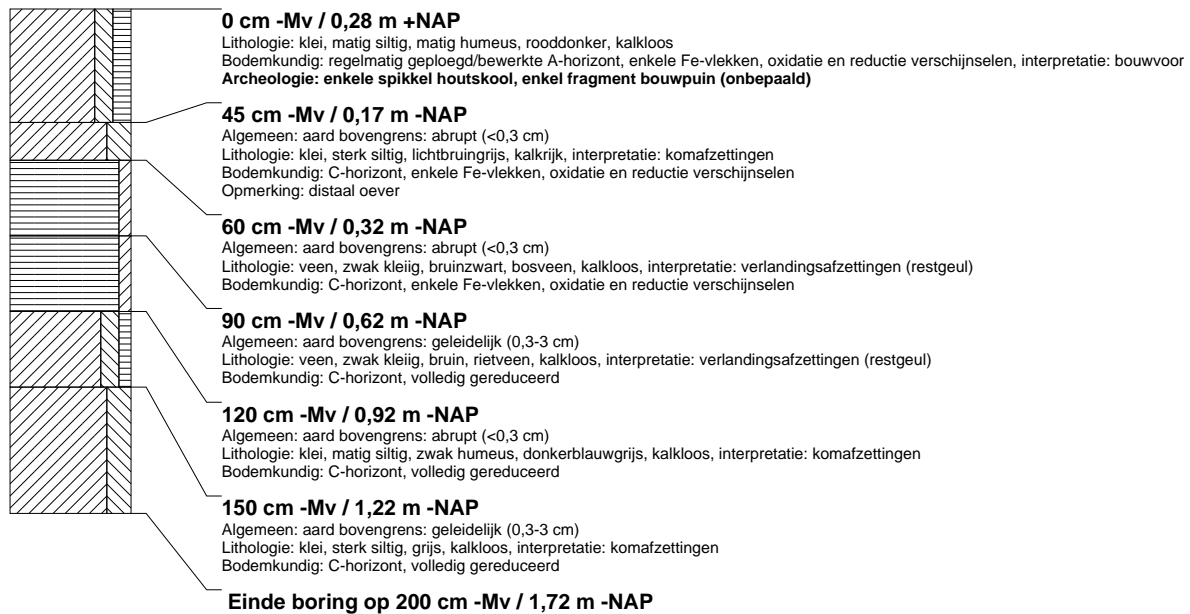 0 cm -Mv / 0,28 m +NAP
Lithologie: klei, matig siltig, matig humeus, rooddonker, kalkloos
Bodemkundig: regelmatig geploegd/bewerkte A-horizont, enkele Fe-vlekken, oxidatie en reductie verschijnselen, interpretatie: bouwvoor
Archeologie: enkele spikkel houtskool, enkel fragment bouwpuin (onbepaald)
45 cm -Mv / 0,17 m -NAP
Algemeen: aard bovengrens: abrupt (<0,3 cm)
Lithologie: klei, sterk siltig, lichtbruingrijs, kalkrijk, interpretatie: komafzettingen
Bodemkundig: C-horizont, enkele Fe-vlekken, oxidatie en reductie verschijnselen
Opmerking: distaal oever
60 cm -Mv / 0,32 m -NAP
Algemeen: aard bovengrens: abrupt (<0,3 cm)
Lithologie: veen, zwak kleiig, bruinzwart, bosveen, kalkloos, interpretatie: verlandingsafzettingen (restgeul)
Bodemkundig: C-horizont, enkele Fe-vlekken, oxidatie en reductie verschijnselen
90 cm -Mv / 0,62 m -NAP
Algemeen: aard bovengrens: geleidelijk (0,3-3 cm)
Lithologie: veen, zwak kleiig, bruin, rietveen, kalkloos, interpretatie: verlandingsafzettingen (restgeul)
Bodemkundig: C-horizont, volledig gereduceerd
120 cm -Mv / 0,92 m -NAP
Algemeen: aard bovengrens: abrupt (<0,3 cm)
Lithologie: klei, matig siltig, zwak humeus, donkerblauwgrijs, kalkloos, interpretatie: komafzettingen
Bodemkundig: C-horizont, volledig gereduceerd
150 cm -Mv / 1,22 m -NAP
Algemeen: aard bovengrens: geleidelijk (0,3-3 cm)
Lithologie: klei, sterk siltig, grijs, kalkloos, interpretatie: komafzettingen
Bodemkundig: C-horizont, volledig gereduceerd
Einde boring op 200 cm -Mv / 1,72 m -NAP